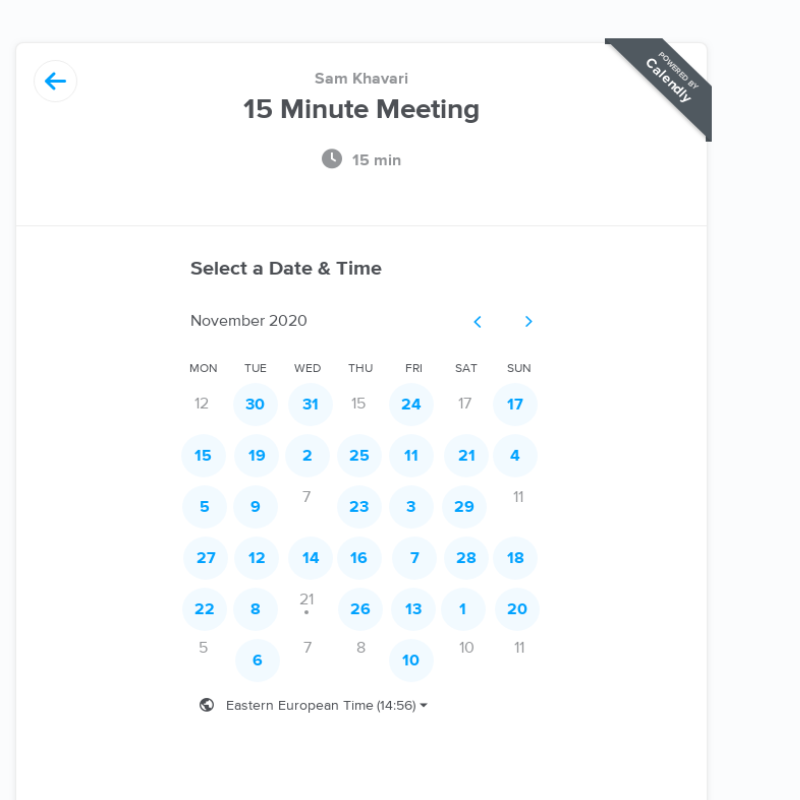 Sam Khavari
15 Minute Meeting
15 min
POWERED BY
Calendly
Select a Date & Time
November 2020
MON TUE WED THU FRI SAT SUN
12 30 31 15 24 17 17
15 19 2 25 11 21 4
5 9 7 23 3 29 11
27 12 14 16 7 28 18
22 8 21 26 13 1 20
5 6 7 8 10 10 11
Eastern European Time (14:56)